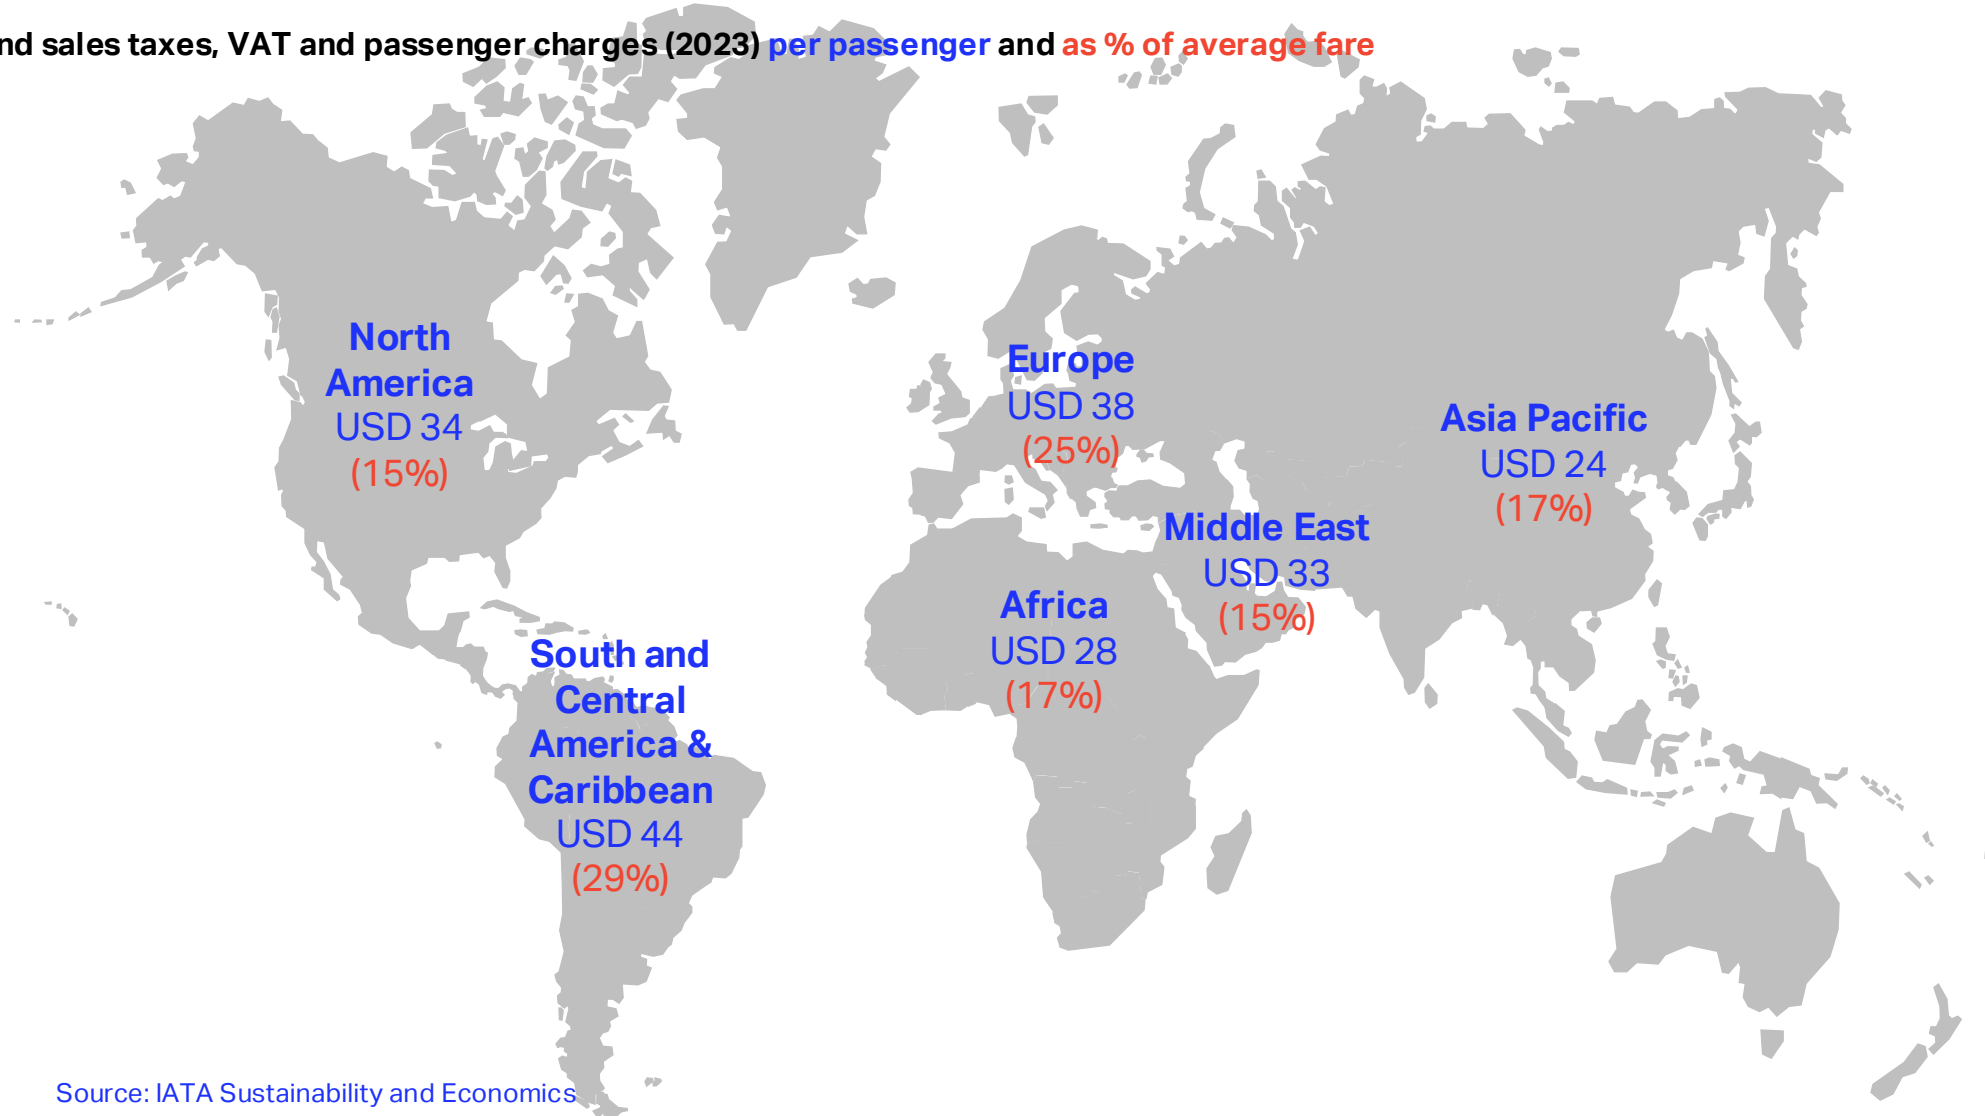 nd sales taxes, VAT and passenger charges (2023) per passenger and as % of average fare
North
America
USD 34
(15%)
Europe
USD 38
(25%)
Asia Pacific
USD 24
(17%)
Middle East
USD 33
(15%)
Africa
USD 28
(17%)
South and
Central
America &
Caribbean
USD 44
(29%)
Source: IATA Sustainability and Economics